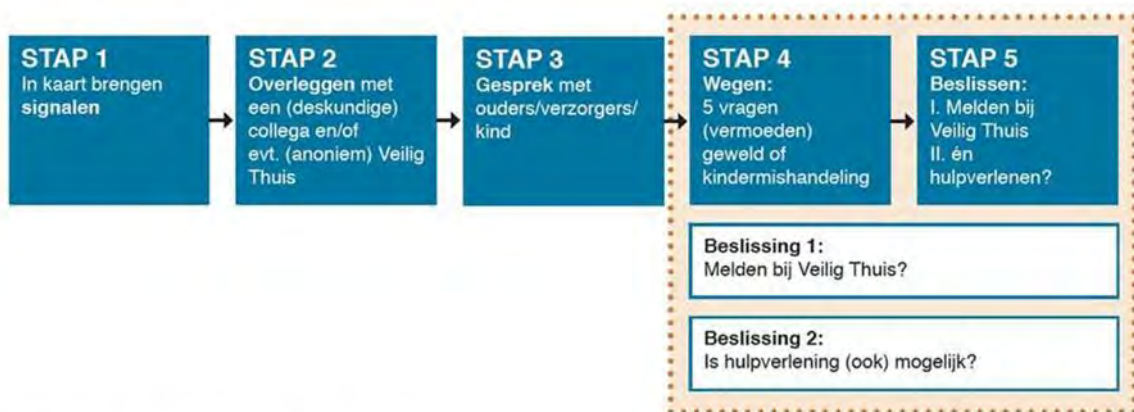 STAP 1
In kaart brengen
signalen
STAP 2
Overleggen met
een (deskundige)
collega en/of
evt. (anoniem) Veilig
Thuis
STAP 3
Gesprek met
ouders/verzorgers/
kind
STAP 4
Wegen:
5 vragen
(vermoeden)
geweld of
kindermishandeling
STAP 5
Beslissen:
I. Melden bij
Veilig Thuis
II. én
hulpverlenen?
Beslissing 1:
Melden bij Veilig Thuis?
Beslissing 2:
Is hulpverlening (ook) mogelijk?